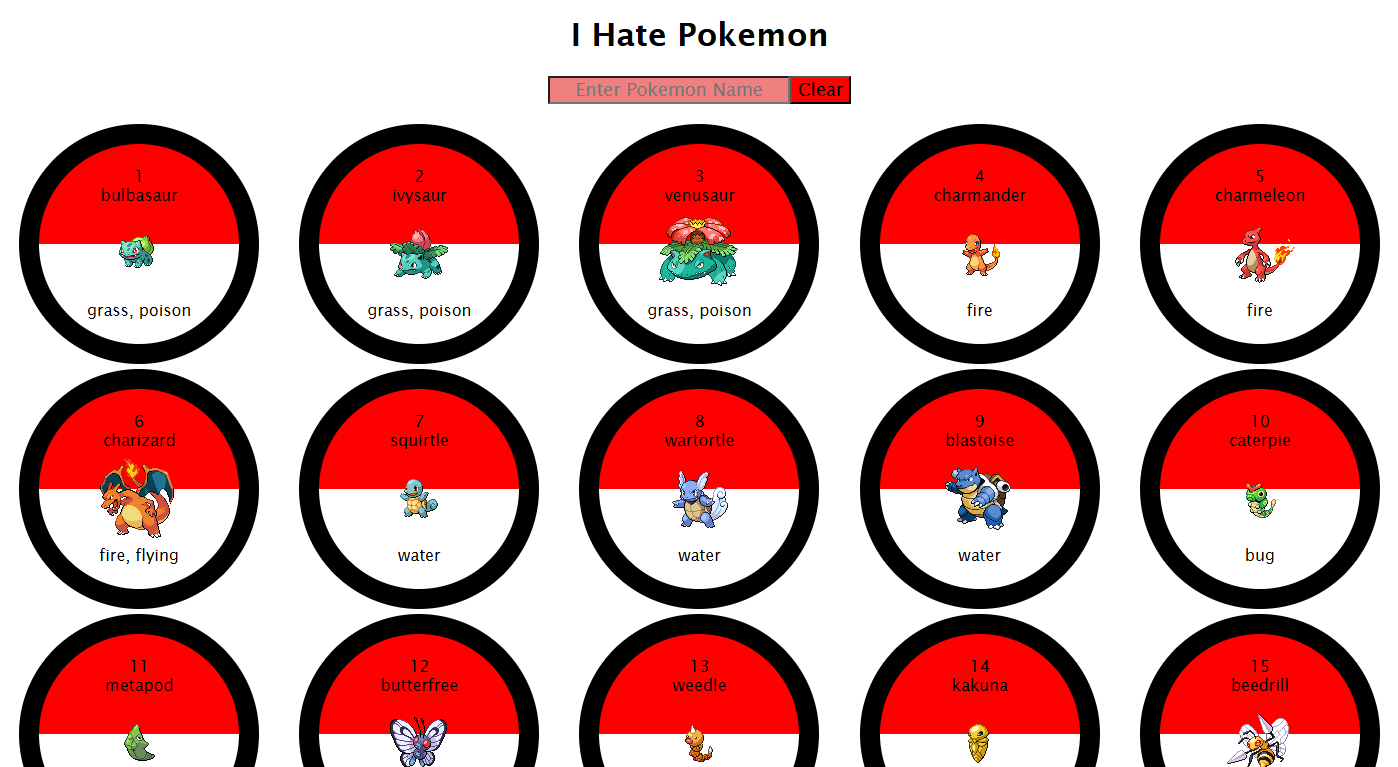 I Hate Pokemon
Enter Pokemon Name Clear
1 2 3 4 5
bulbasaur ivysaur venusaur charmander charmeleon
grass, poison grass, poison grass, poison fire fire
6 7 8 9 10
charizard squirtle wartortle blastoise caterpie
fire, flying water water water bug
11 12 13 14 15
metapod butterfree weedle kakuna beedrill